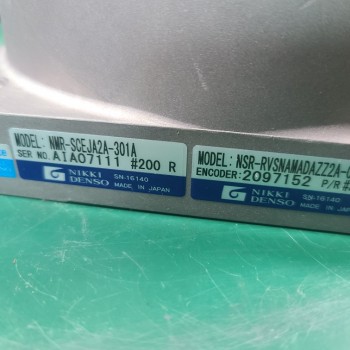 MODEL: NMR-SCEJA2A-301A
SER NO. AIA07111 #200 R
NIKKI DENSO SN-16140 MADE IN JAPAN
MODEL: NSR-RVSNAMADAZZ2A-
ENCODER: 2097152 P/R#
NIKKI DENSO SN-16140 MADE IN JAPAN